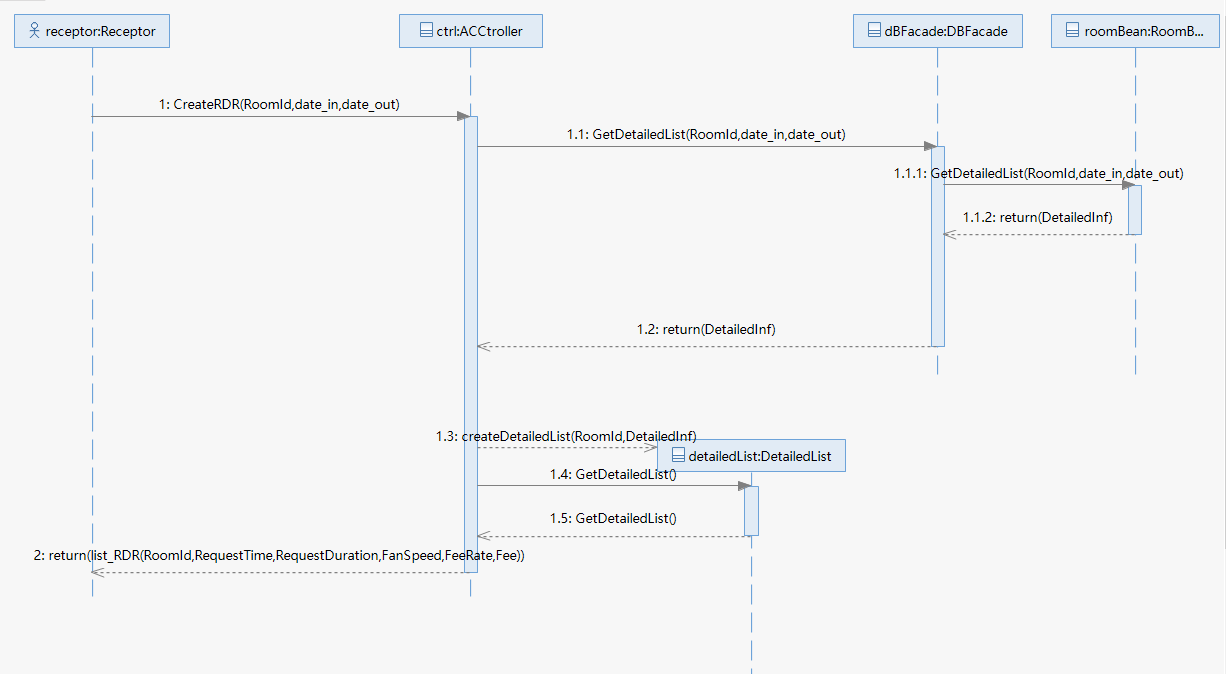 receptor:Receptor
ctrl:ACCtroller
dBFacade:DBFacade
roomBean:RoomB...
1: CreateRDR(RoomId,date_in,date_out)
1.1: GetDetailedList(RoomId,date_in,date_out)
1.1.1: GetDetailedList(RoomId,date_in,date_out)
1.1.2: return(DetailedInf)
1.2: return(DetailedInf)
1.3: createDetailedList(RoomId,DetailedInf)
detailedList:DetailedList
1.4: GetDetailedList()
1.5: GetDetailedList()
2: return(list_RDR(RoomId,RequestTime,RequestDuration,FanSpeed,FeeRate,Fee))